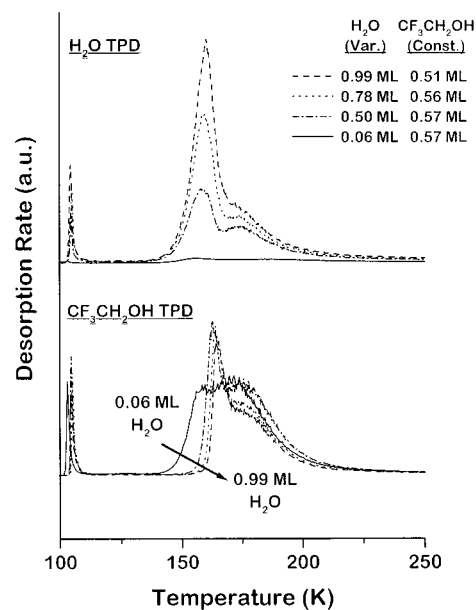 H₂O TPD
H₂O CF₃CH₂OH
(Var.) (Const.)
0.99 ML 0.51 ML
0.78 ML 0.56 ML
0.50 ML 0.57 ML
0.06 ML 0.57 ML
Desorption Rate (a.u.)
CF₃CH₂OH TPD
0.06 ML
H₂O
0.99 ML
H₂O
100 150 200 250
Temperature (K)